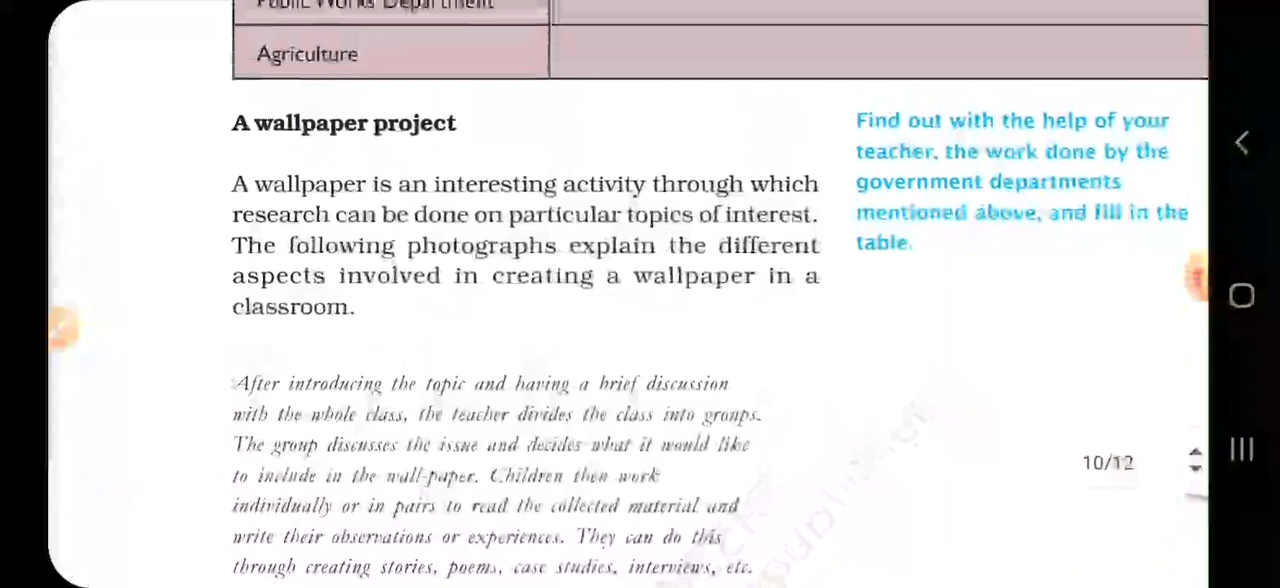 Public Works Department
Agriculture
A wallpaper project
A wallpaper is an interesting activity through which
research can be done on particular topics of interest.
The following photographs explain the different
aspects involved in creating a wallpaper in a
classroom.
Find out with the help of your
teacher, the work done by the
government departments
mentioned above, and fill in the
table.
After introducing the topic and having a brief discussion
with the whole class, the teacher divides the class into groups.
The group discusses the issue and decides what it would like
to include in the wall-paper. Children then work
individually or in pairs to read the collected material and
write their observations or experiences. They can do this
through creating stories, poems, case studies, interviews, etc.
10/12